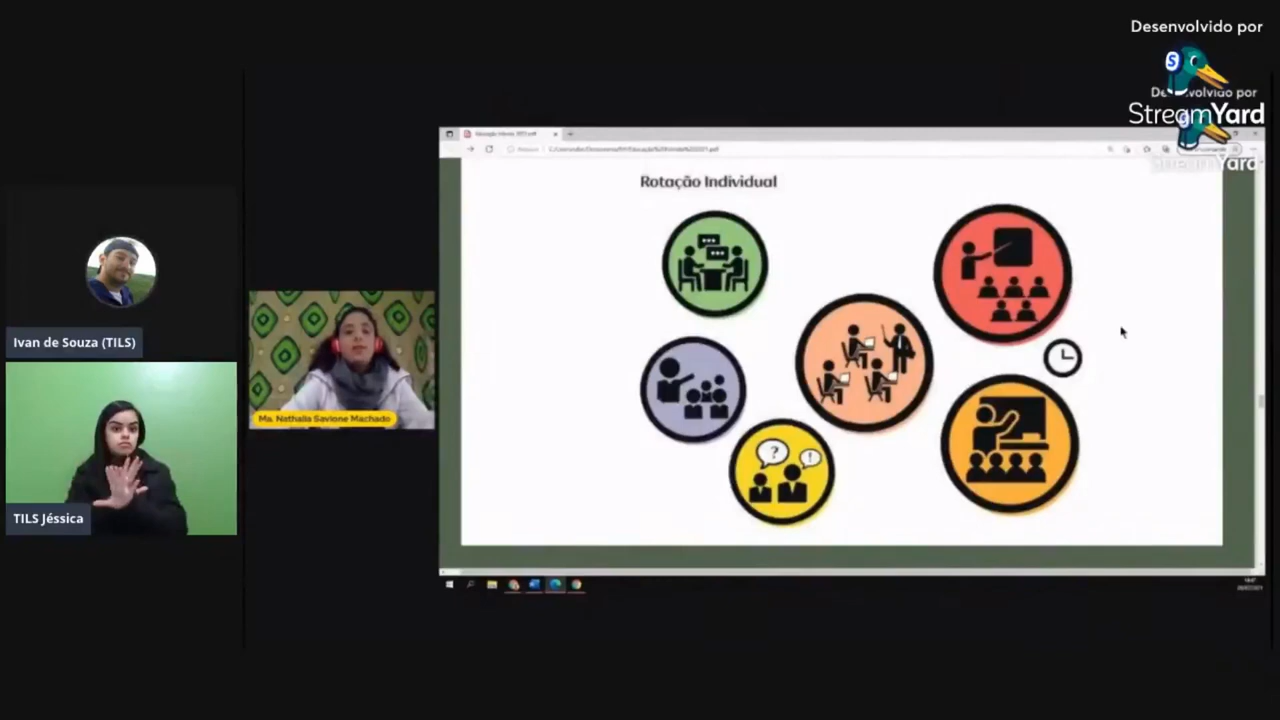 Desenvolvido por
StreamYard
Rotação Individual
?
!
Ivan de Souza (TILS)
Ma. Nathalia Savione Machado
TILS Jéssica